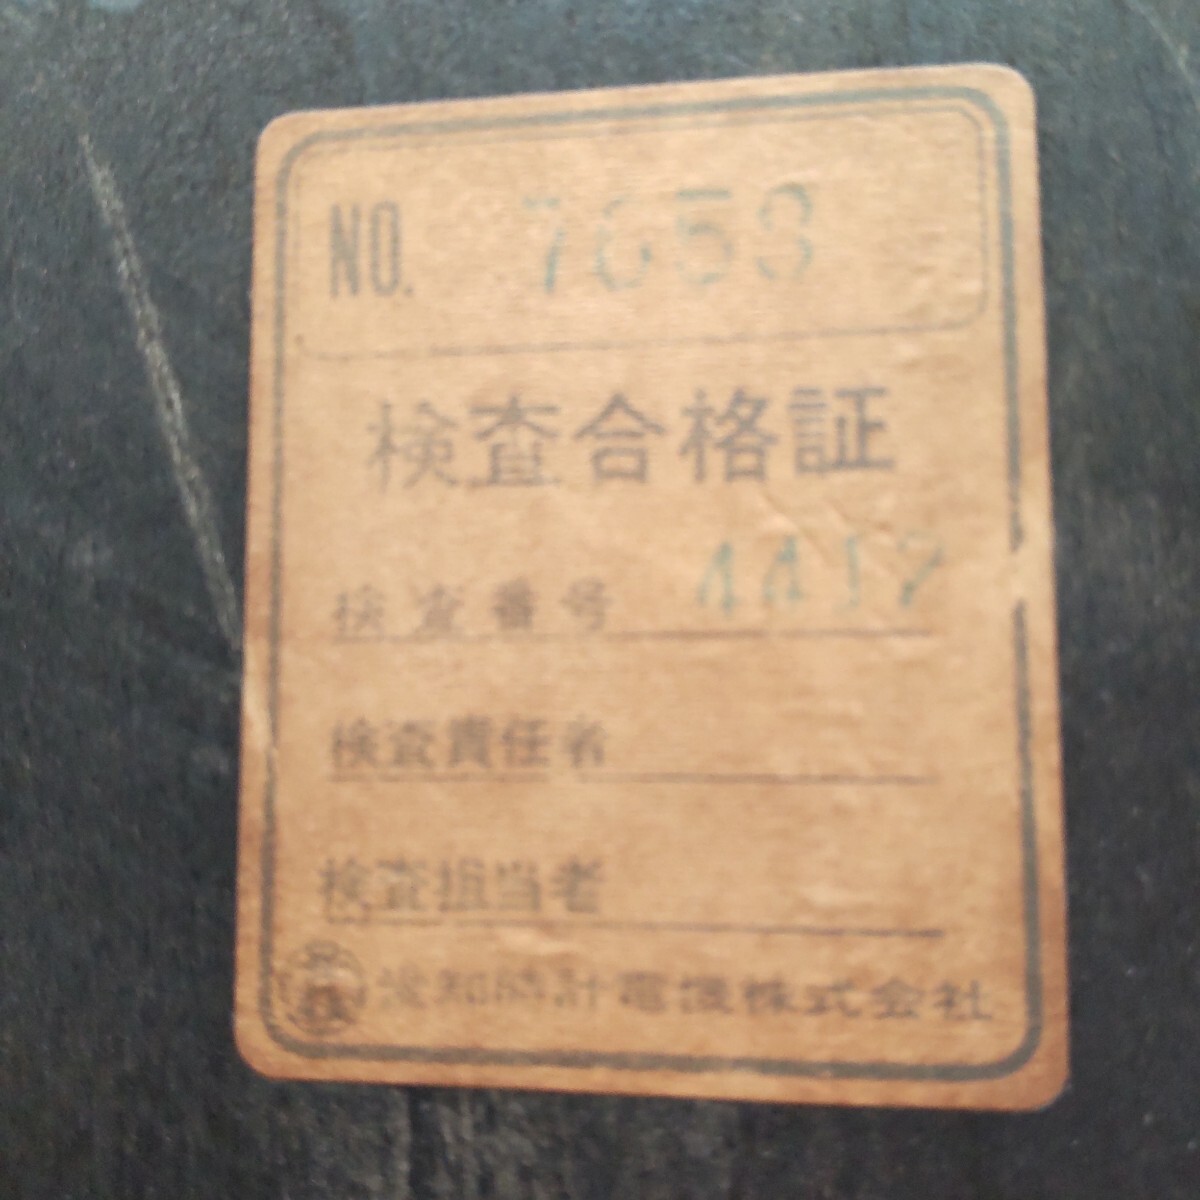 NO. 7653
検査合格証
検査番号 4417
検査責任者
検査担当者
愛知時計電機株式会社